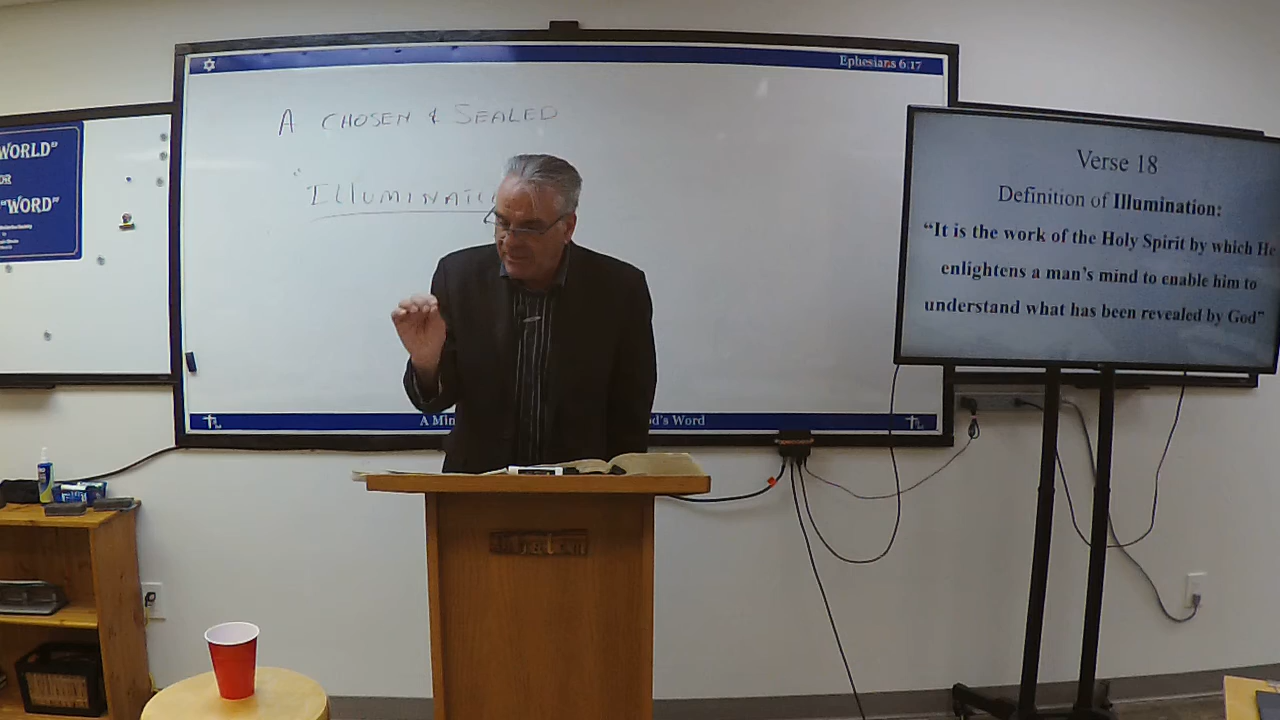 Ephesians 6:17
A CHOSEN & SEALED
ILLUMINATI
WORLD"
OR
"WORD"
Verse 18
Definition of Illumination:
“It is the work of the Holy Spirit by which He
enlightens a man’s mind to enable him to
understand what has been revealed by God”
A Min
d's Word